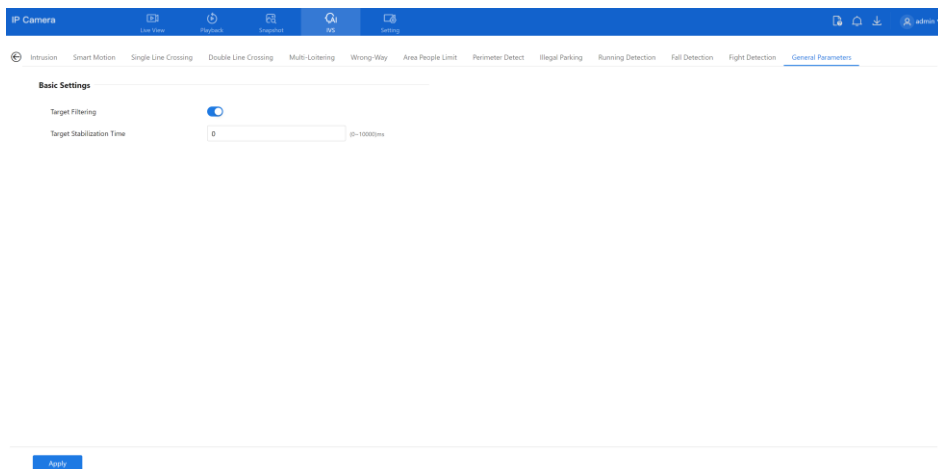 IP Camera
Live View Playback Snapshot IVS Setting
admin
Intrusion Smart Motion Single Line Crossing Double Line Crossing Multi-Loitering Wrong-Way Area People Limit Perimeter Detect Illegal Parking Running Detection Fall Detection Fight Detection General Parameters
Basic Settings
Target Filtering
Target Stabilization Time 0 (0~10000)ms
Apply